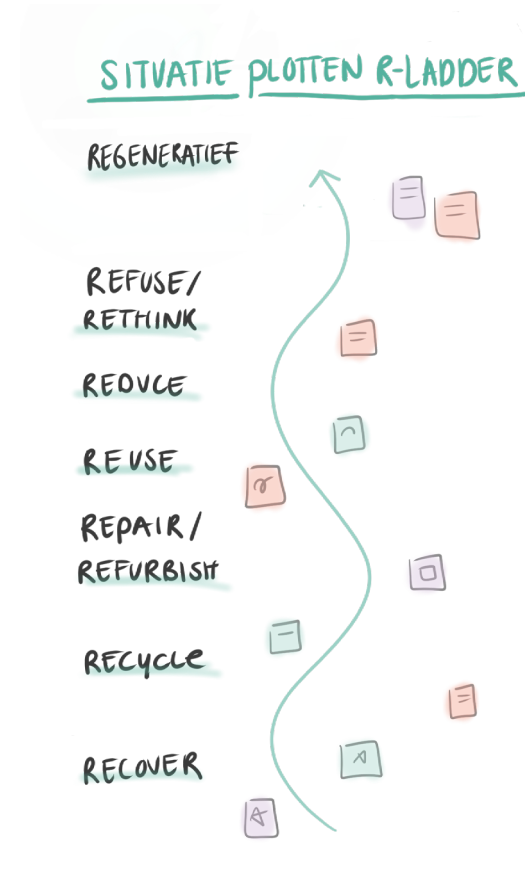 SITUATIE PLOTTEN R-LADDER
REGENERATIEF
REFUSE/
RETHINK
REDUCE
REUSE
REPAIR/
REFURBISH
RECYCLE
RECOVER